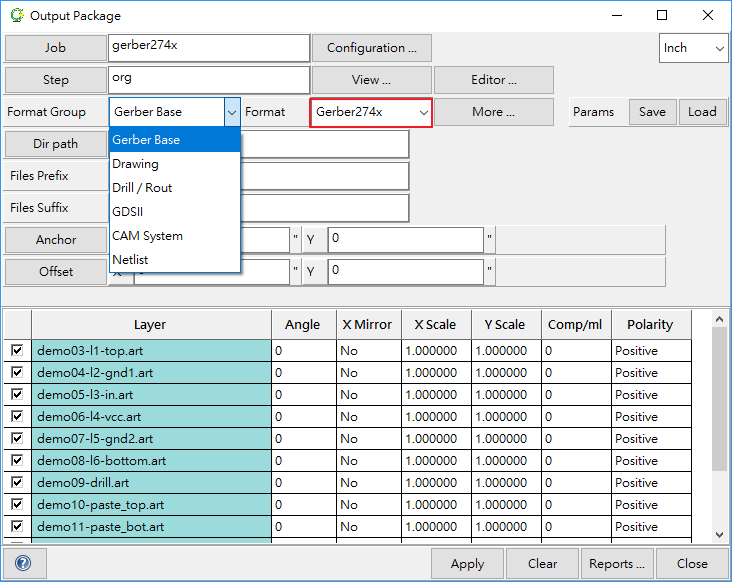 Output Package
Job gerber274x Configuration ... Inch
Step org View ... Editor ...
Format Group Gerber Base Format Gerber274x More ... Params Save Load
Dir path
Gerber Base
Drawing
Drill / Rout
GDSII
CAM System
Netlist
Files Prefix
Files Suffix
Anchor " Y 0 "
Offset " Y 0 "
Layer Angle X Mirror X Scale Y Scale Comp/ml Polarity
demo03-l1-top.art 0 No 1.000000 1.000000 0 Positive
demo04-l2-gnd1.art 0 No 1.000000 1.000000 0 Positive
demo05-l3-in.art 0 No 1.000000 1.000000 0 Positive
demo06-l4-vcc.art 0 No 1.000000 1.000000 0 Positive
demo07-l5-gnd2.art 0 No 1.000000 1.000000 0 Positive
demo08-l6-bottom.art 0 No 1.000000 1.000000 0 Positive
demo09-drill.art 0 No 1.000000 1.000000 0 Positive
demo10-paste_top.art 0 No 1.000000 1.000000 0 Positive
demo11-paste_bot.art 0 No 1.000000 1.000000 0 Positive
? Apply Clear Reports ... Close